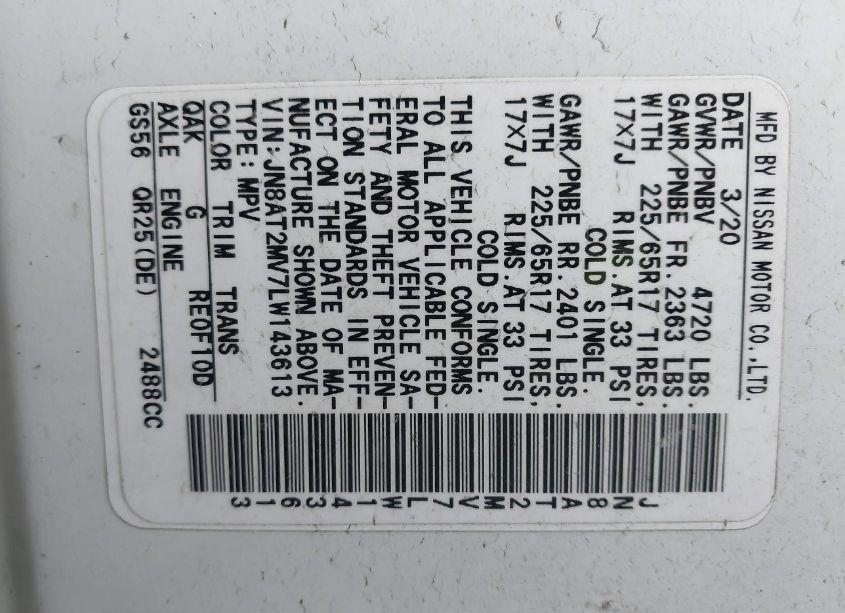 MFD BY NISSAN MOTOR CO.,LTD.
DATE 3/20
GVWR/PNBV 4720 LBS.
GAWR/PNBE FR. 2363 LBS.
WITH 225/65R17 TIRES,
17X7J RIMS AT 33 PSI
COLD SINGLE.
GAWR/PNBE RR. 2401 LBS.
WITH 225/65R17 TIRES,
17X7J RIMS.AT 33 PSI
COLD SINGLE.
THIS VEHICLE CONFORMS
TO ALL APPLICABLE FED-
ERAL MOTOR VEHICLE SA-
FETY AND THEFT PREVEN-
TION STANDARDS IN EFF-
ECT ON THE DATE OF MA-
NUFACTURE SHOWN ABOVE.
VIN:JN8AT2MV7LW143613
TYPE:MPV
COLOR TRIM TRANS
QAK G RE0F10D
AXLE ENGINE
GS56 QR25(DE) 2488CC
JN8AT2MV7LW143613